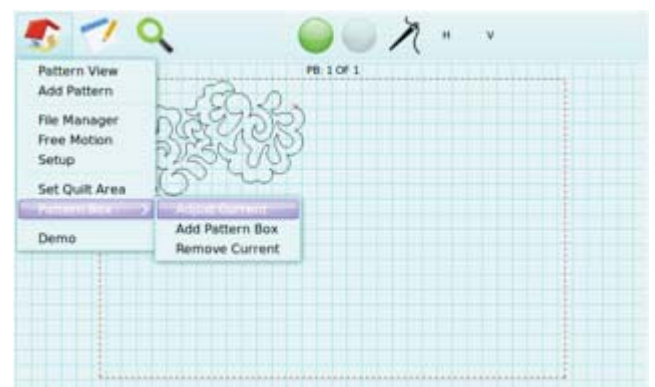 H V
PB: 1 OF 1
Pattern View
Add Pattern
File Manager
Free Motion
Setup
Set Quilt Area
Pattern Box
Adjust Current
Add Pattern Box
Remove Current
Demo